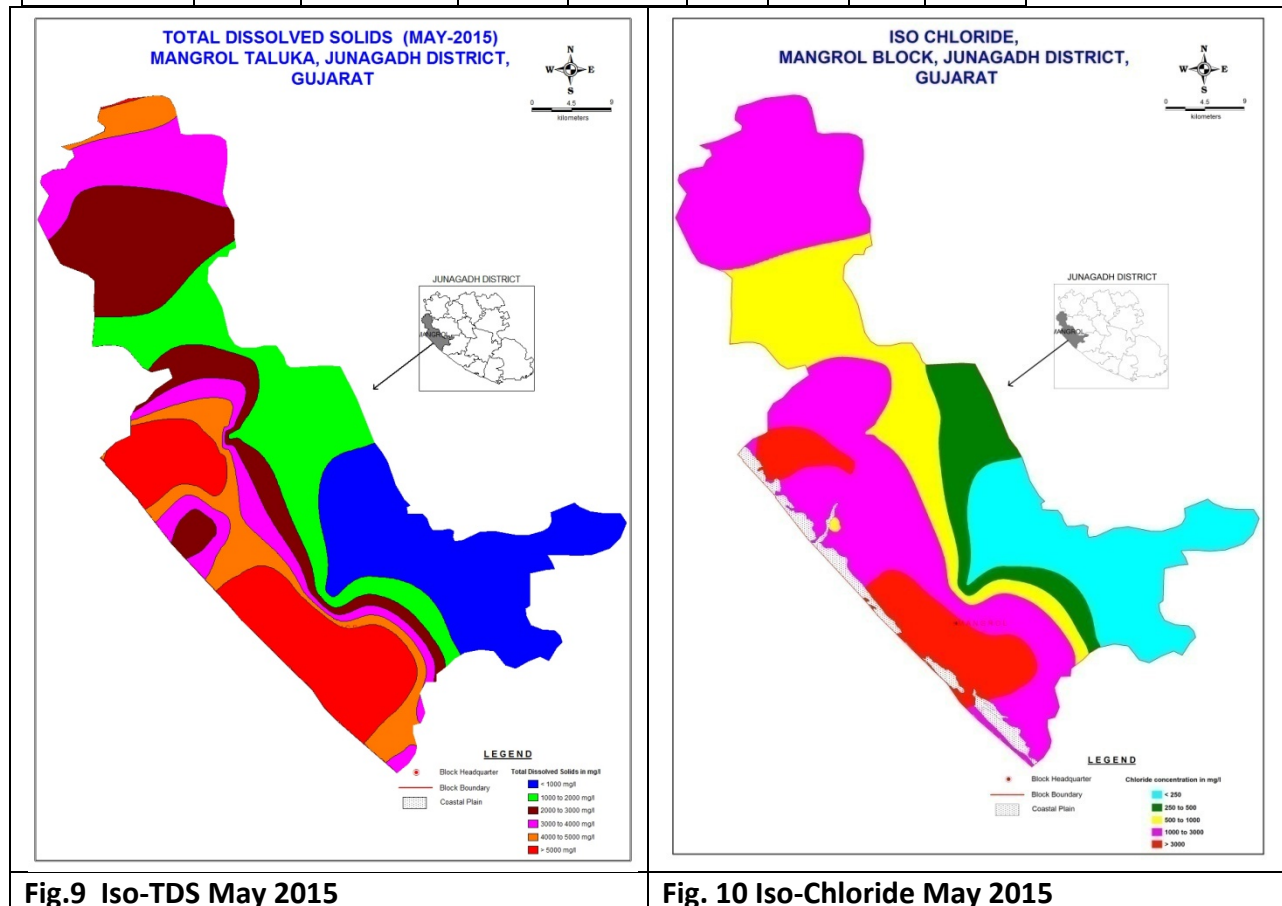 TOTAL DISSOLVED SOLIDS (MAY-2015)
MANGROL TALUKA, JUNAGADH DISTRICT,
GUJARAT
N
W E
S
0 4.5 9
kilometers
JUNAGADH DISTRICT
MANGROL
LEGEND
Block Headquarter
Block Boundary
Coastal Plain
Total Dissolved Solids in mg/l
< 1000 mg/l
1000 to 2000 mg/l
2000 to 3000 mg/l
3000 to 4000 mg/l
4000 to 5000 mg/l
> 5000 mg/l
Fig.9 Iso-TDS May 2015
ISO CHLORIDE,
MANGROL BLOCK, JUNAGADH DISTRICT,
GUJARAT
N
W E
S
0 4.5 9
kilometers
JUNAGADH DISTRICT
MANGROL
LEGEND
Block Headquarter
Block Boundary
Coastal Plain
Chloride concentration in mg/l
< 250
250 to 500
500 to 1000
1000 to 3000
> 3000
Fig. 10 Iso-Chloride May 2015